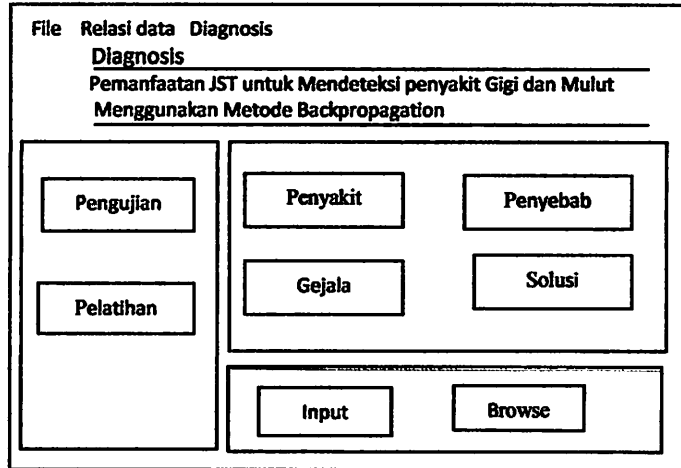 File Relasi data Diagnosis
Diagnosis
Pemanfaatan JST untuk Mendeteksi penyakit Gigi dan Mulut
Menggunakan Metode Backpropagation
Pengujian
Pelatihan
Penyakit Penyebab
Gejala Solusi
Input Browse